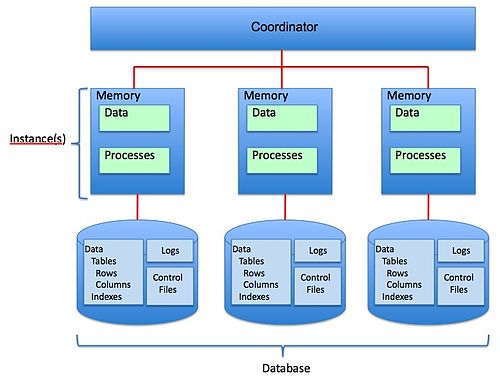 Coordinator
Memory
Data
Processes
Memory
Data
Processes
Memory
Data
Processes
Instance(s)
Data
Tables
Rows
Columns
Indexes
Logs
Control
Files
Data
Tables
Rows
Columns
Indexes
Logs
Control
Files
Data
Tables
Rows
Columns
Indexes
Logs
Control
Files
Database